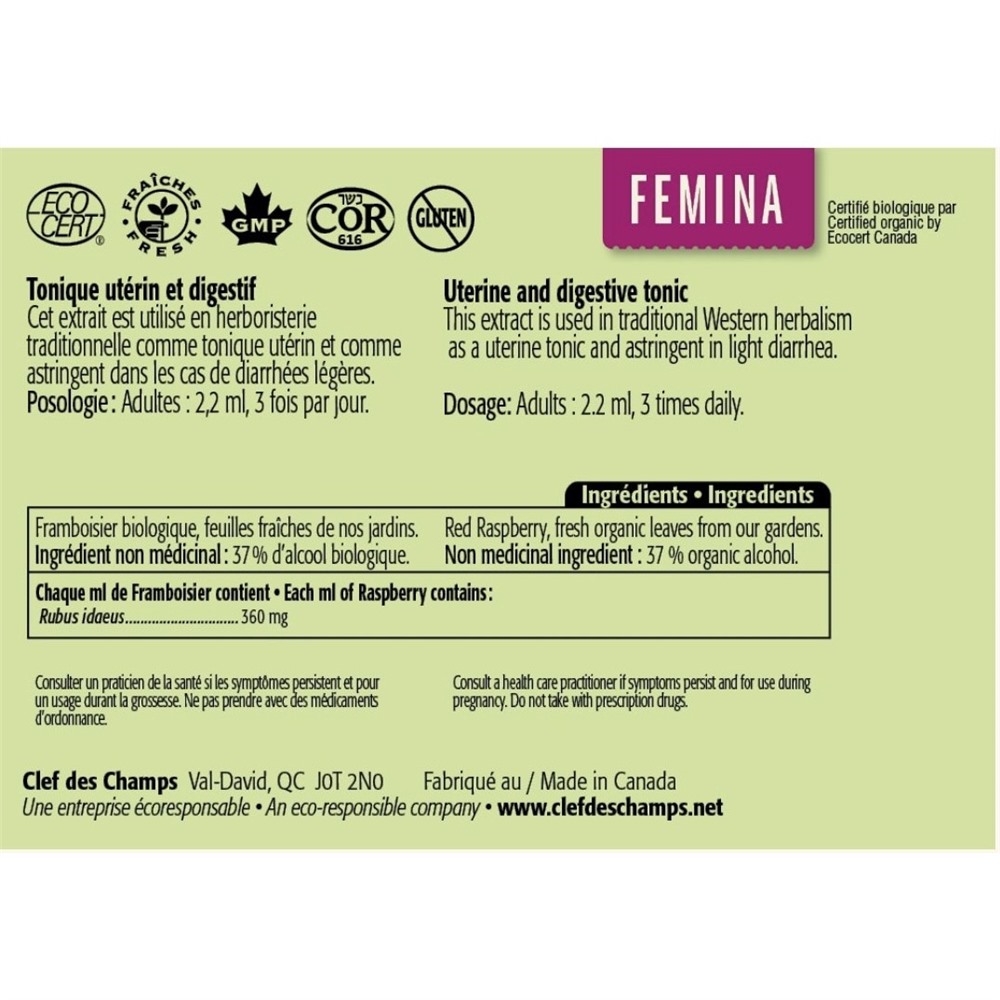 ECO
CERT®
FRAÎCHES
FRESH
GMP
כשר
COR
616
GLUTEN
FEMINA
Certifié biologique par
Certified organic by
Ecocert Canada
Tonique utérin et digestif
Cet extrait est utilisé en herboristerie
traditionnelle comme tonique utérin et comme
astringent dans les cas de diarrhées légères.
Posologie : Adultes : 2,2 ml, 3 fois par jour.
Uterine and digestive tonic
This extract is used in traditional Western herbalism
as a uterine tonic and astringent in light diarrhea.
Dosage: Adults : 2.2 ml, 3 times daily.
Ingrédients • Ingredients
Framboisier biologique, feuilles fraîches de nos jardins.
Ingrédient non médicinal : 37 % d'alcool biologique.
Red Raspberry, fresh organic leaves from our gardens.
Non medicinal ingredient : 37 % organic alcohol.
Chaque ml de Framboisier contient • Each ml of Raspberry contains :
Rubus idaeus.............................. 360 mg
Consulter un praticien de la santé si les symptômes persistent et pour
un usage durant la grossesse. Ne pas prendre avec des médicaments
d'ordonnance.
Consult a health care practitioner if symptoms persist and for use during
pregnancy. Do not take with prescription drugs.
Clef des Champs Val-David, QC J0T 2N0 Fabriqué au / Made in Canada
Une entreprise écoresponsable • An eco-responsible company • www.clefdeschamps.net